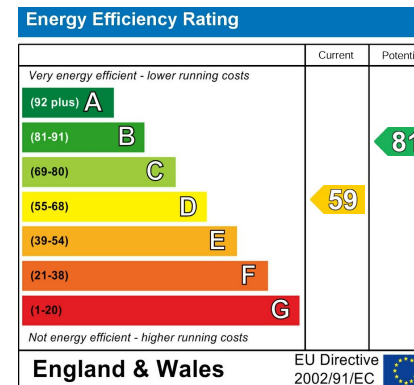 Energy Efficiency Rating
Current Potenti
Very energy efficient - lower running costs
(92 plus) A
(81-91) B
81
(69-80) C
(55-68) D
59
(39-54) E
(21-38) F
(1-20) G
Not energy efficient - higher running costs
England & Wales
EU Directive
2002/91/EC